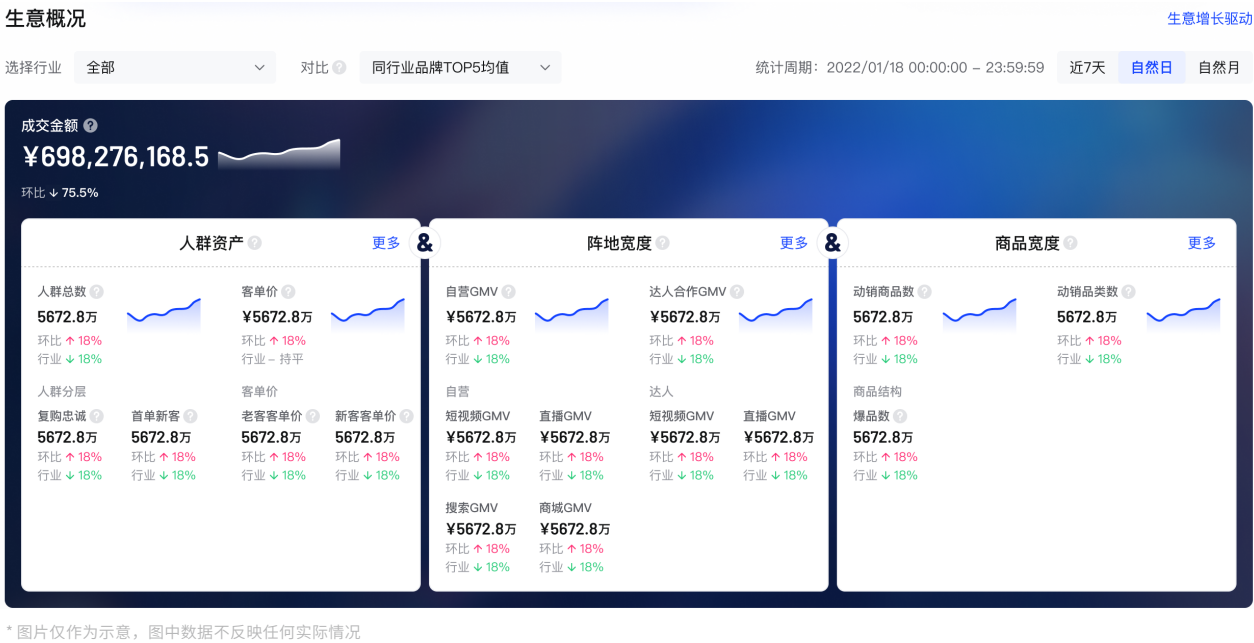 生意概况
生意增长驱动
选择行业 全部 对比 同行业品牌TOP5均值 统计周期：2022/01/18 00:00:00 – 23:59:59 近7天 自然日 自然月
成交金额
¥698,276,168.5
环比 ↓ 75.5%
人群资产 更多 & 阵地宽度 更多 & 商品宽度 更多
人群总数 客单价
5672.8万 ¥5672.8万
环比 ↑ 18% 环比 ↑ 18%
行业 ↓ 18% 行业 – 持平
人群分层 客单价
复购忠诚 首单新客 老客客单价 新客客单价
5672.8万 5672.8万 5672.8万 5672.8万
环比 ↑ 18% 环比 ↑ 18% 环比 ↑ 18% 环比 ↑ 18%
行业 ↓ 18% 行业 ↓ 18% 行业 ↓ 18% 行业 ↓ 18%
自营GMV 达人合作GMV
¥5672.8万 ¥5672.8万
环比 ↑ 18% 环比 ↑ 18%
行业 ↓ 18% 行业 ↓ 18%
自营 达人
短视频GMV 直播GMV 短视频GMV 直播GMV
¥5672.8万 ¥5672.8万 ¥5672.8万 ¥5672.8万
环比 ↑ 18% 环比 ↑ 18% 环比 ↑ 18% 环比 ↑ 18%
行业 ↓ 18% 行业 ↓ 18% 行业 ↓ 18% 行业 ↓ 18%
搜索GMV 商城GMV
¥5672.8万 ¥5672.8万
环比 ↑ 18% 环比 ↑ 18%
行业 ↓ 18% 行业 ↓ 18%
动销商品数 动销品类数
5672.8万 5672.8万
环比 ↑ 18% 环比 ↑ 18%
行业 ↓ 18% 行业 ↓ 18%
商品结构
爆品数
5672.8万
环比 ↑ 18%
行业 ↓ 18%
* 图片仅作为示意，图中数据不反映任何实际情况